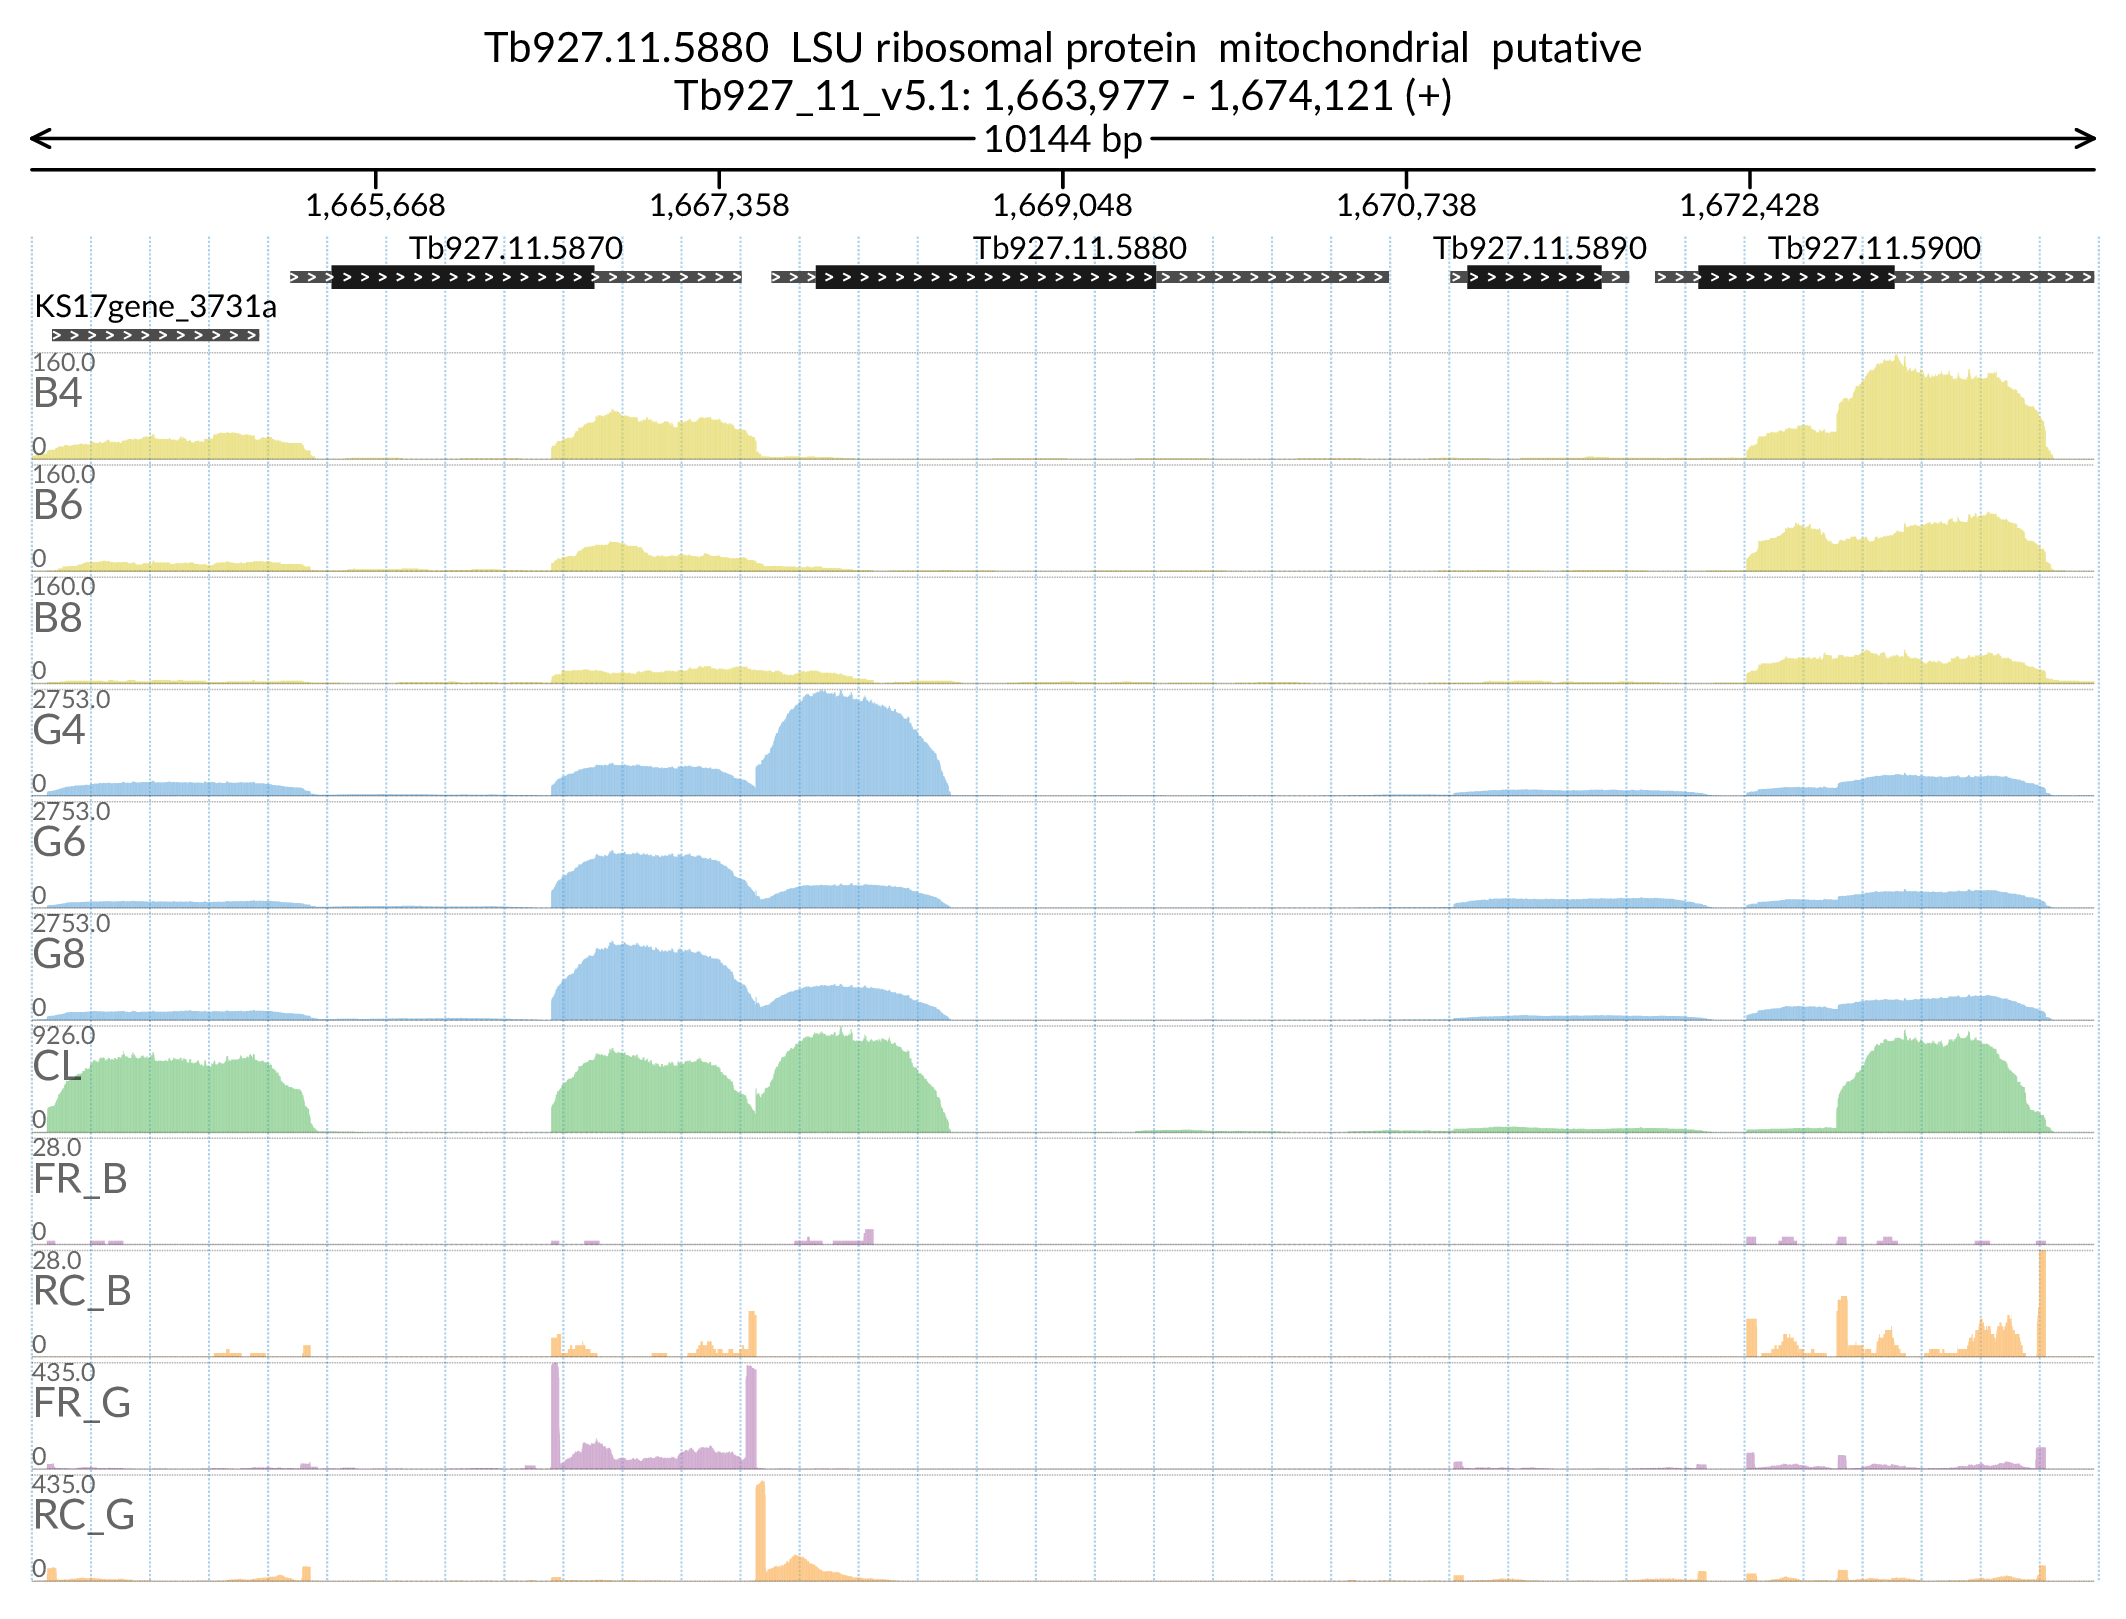 Tb927.11.5880 LSU ribosomal protein mitochondrial putative
Tb927_11_v5.1: 1,663,977 - 1,674,121 (+)
10144 bp
1,665,668 1,667,358 1,669,048 1,670,738 1,672,428
Tb927.11.5870 Tb927.11.5880 Tb927.11.5890 Tb927.11.5900
KS17gene_3731a
160.0
B4
0
160.0
B6
0
160.0
B8
0
2753.0
G4
0
2753.0
G6
0
2753.0
G8
0
926.0
CL
0
28.0
FR_B
0
28.0
RC_B
0
435.0
FR_G
0
435.0
RC_G
0